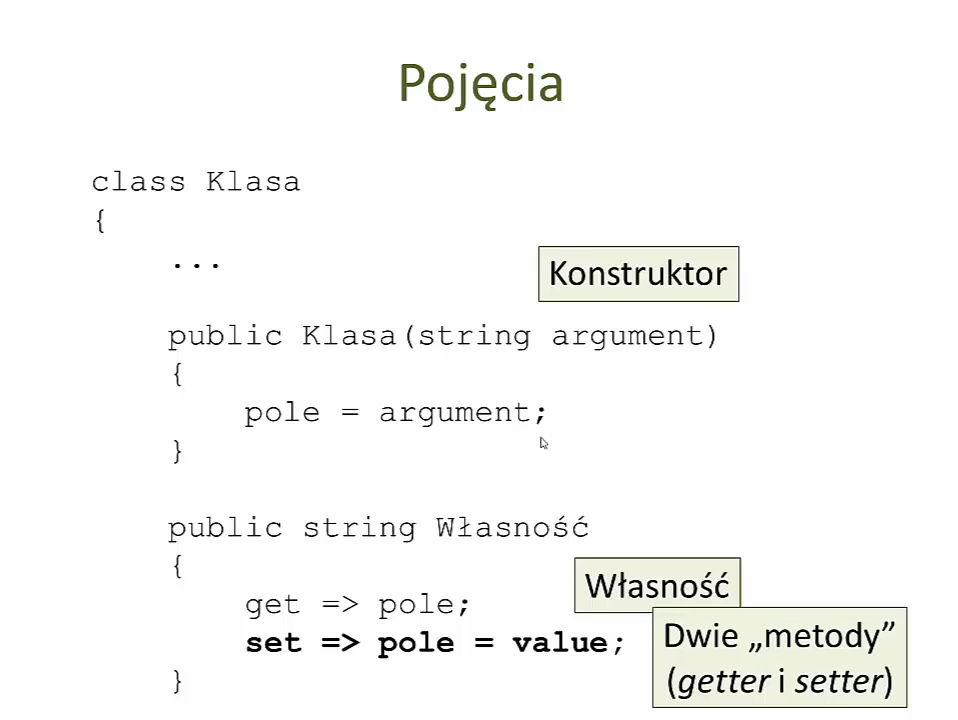 Pojęcia
class Klasa
{
...
Konstruktor
public Klasa(string argument)
{
pole = argument;
}
public string Własność
{
Własność
get => pole;
set => pole = value;
Dwie „metody”
(getter i setter)
}